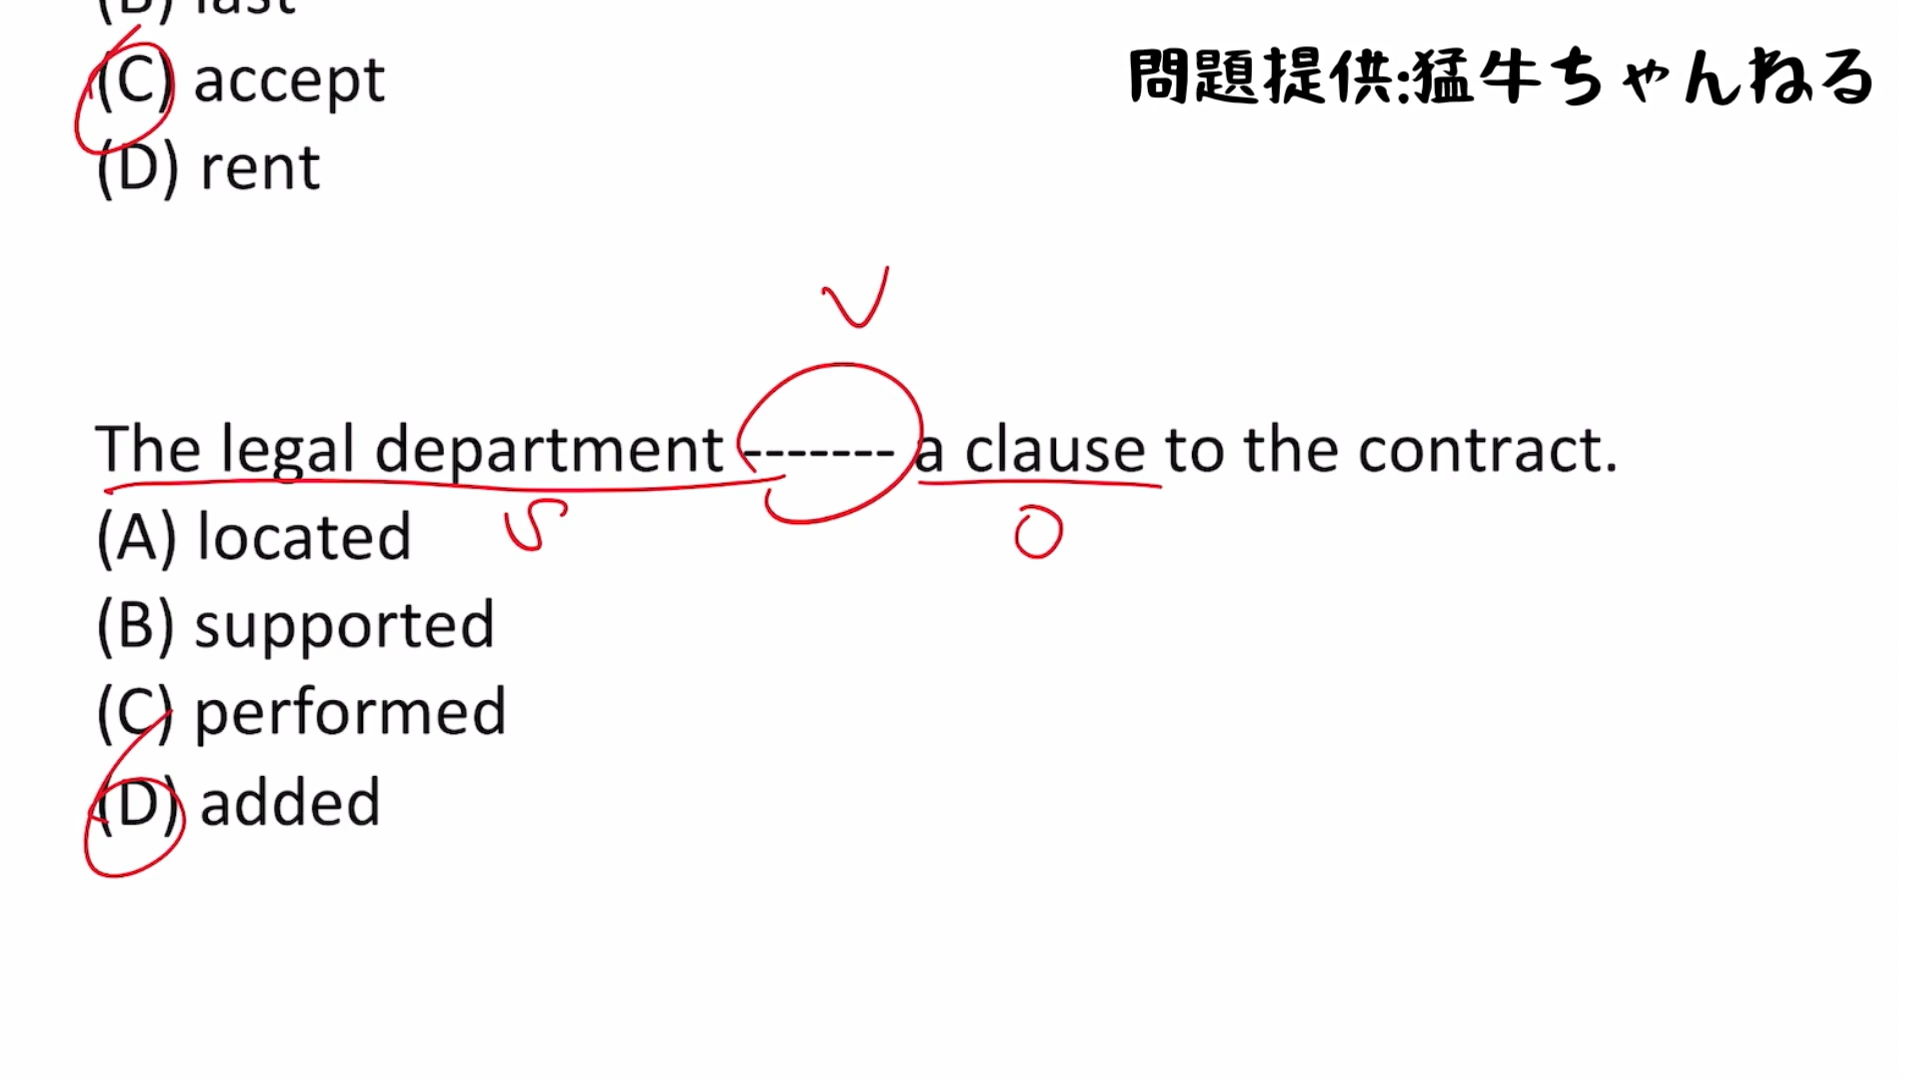 (B) last
(C) accept
問題提供:猛牛ちゃんねる
(D) rent
V
The legal department ------- a clause to the contract.
S
O
(A) located
(B) supported
(C) performed
(D) added